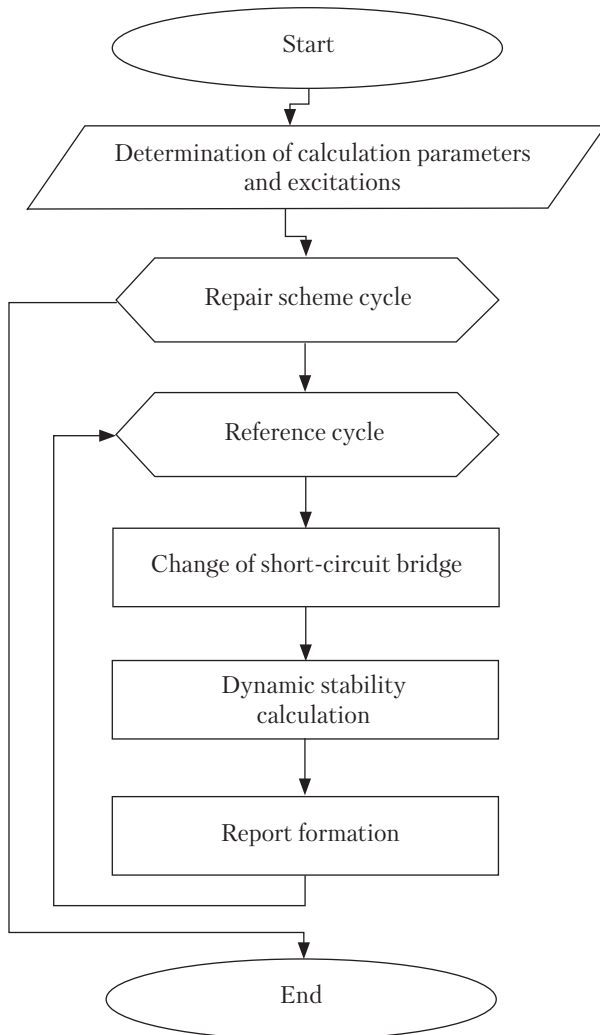 Start
Determination of calculation parameters
and excitations
Repair scheme cycle
Reference cycle
Change of short-circuit bridge
Dynamic stability
calculation
Report formation
End